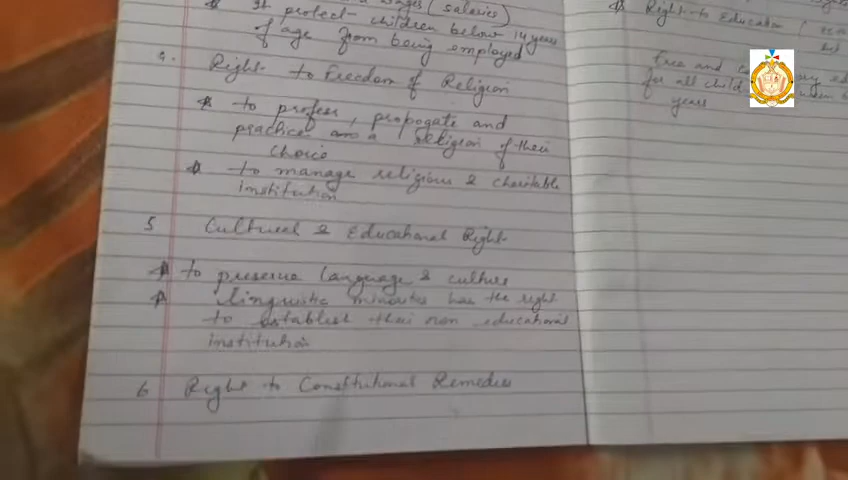 wages (salaries)
It protect children below 14 years
of age from being employed
4. Right to Freedom of Religion
to profess, propogate and
practice a religion of their
choice
to manage religious & charitable
institution
5 Cultural & Educational Right
to preserve language & culture
linguistic has the right
to establish their own educational
institution
6 Right to Constitutional Remedies
Right to Education
free and
for all child
years